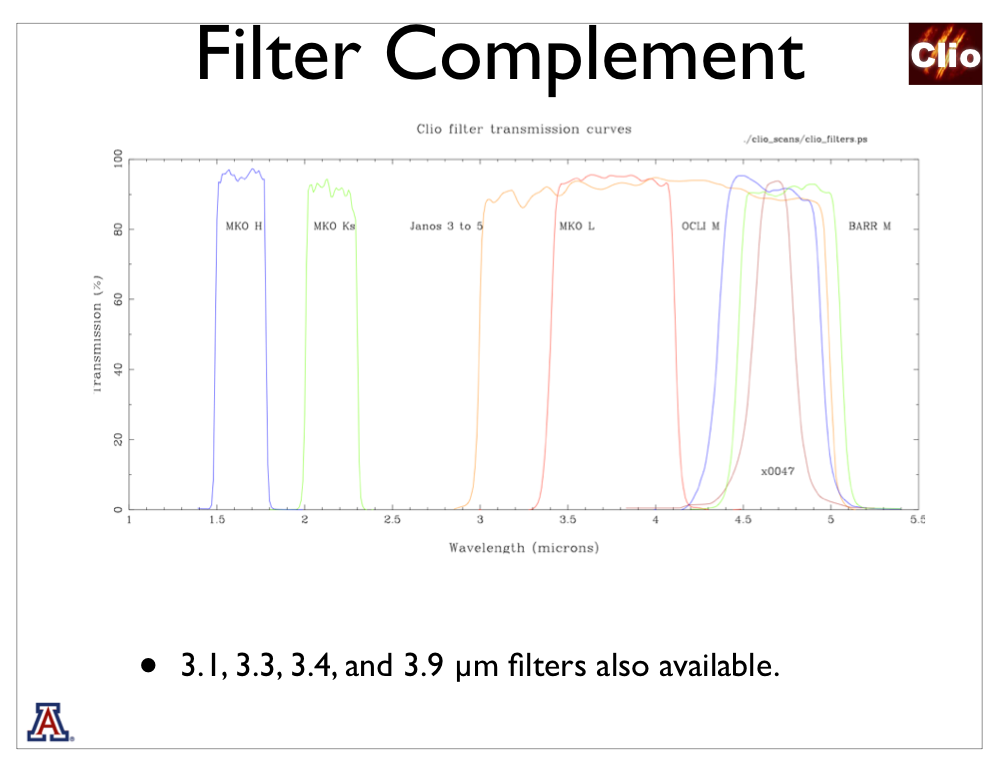 Filter Complement
Clio
Clio filter transmission curves
./clio_scans/clio_filters.ps
100
80
60
40
20
0
Transmission (%)
MKO H
MKO Ks
Janos 3 to 5
MKO L
OCLI M
BARR M
x0047
1
1.5
2
2.5
3
3.5
4
4.5
5
5.5
Wavelength (microns)
• 3.1, 3.3, 3.4, and 3.9 µm filters also available.
A